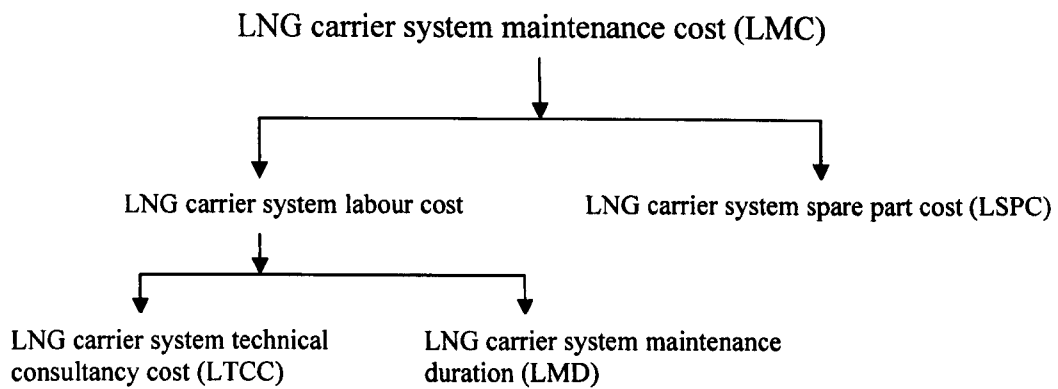 LNG carrier system maintenance cost (LMC)
LNG carrier system labour cost
LNG carrier system spare part cost (LSPC)
LNG carrier system technical
consultancy cost (LTCC)
LNG carrier system maintenance
duration (LMD)